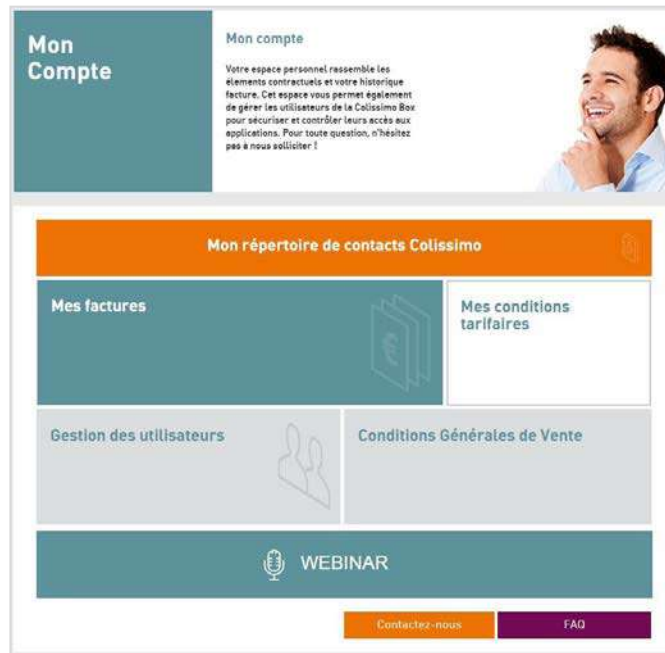 Mon
Compte
Mon compte
Votre espace personnel rassemble les
élements contractuels et votre historique
facture. Cet espace vous permet également
de gérer les utilisateurs de la Colissimo Box
pour sécuriser et contrôler leurs accès aux
applications. Pour toute question, n'hésitez
pas à nous solliciter !
Mon répertoire de contacts Colissimo
Mes factures
Mes conditions
tarifaires
€
Gestion des utilisateurs
Conditions Générales de Vente
WEBINAR
Contactez-nous
FAQ